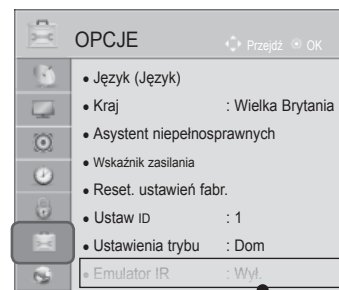 OPCJE
Przejdź OK
• Język (Język)
• Kraj : Wielka Brytania
• Asystent niepełnosprawnych
• Wskaźnik zasilania
• Reset. ustawień fabr.
• Ustaw ID : 1
• Ustawienia trybu : Dom
• Emulator IR : Wył.